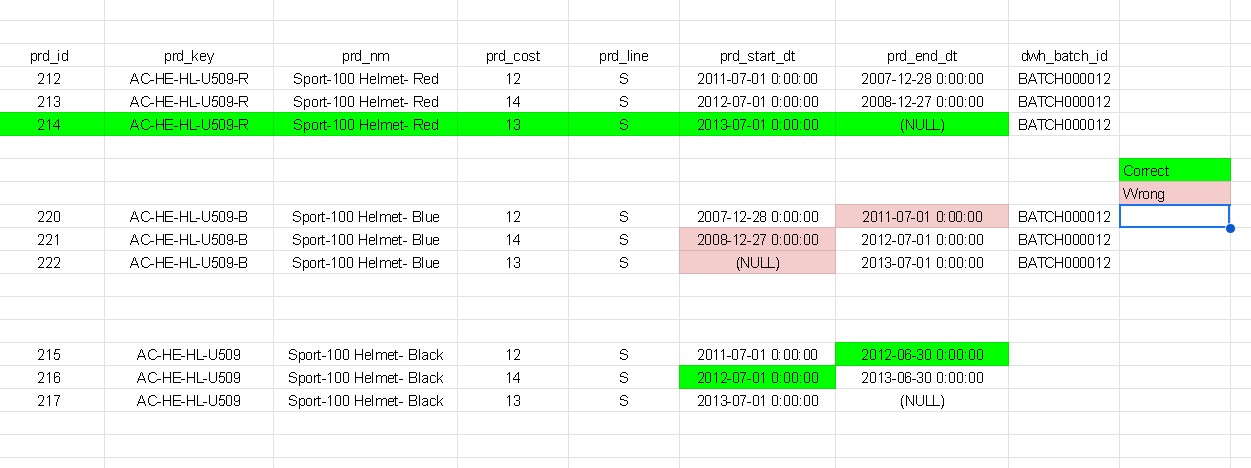 prd_id prd_key prd_nm prd_cost prd_line prd_start_dt prd_end_dt dwh_batch_id
212 AC-HE-HL-U509-R Sport-100 Helmet- Red 12 S 2011-07-01 0:00:00 2007-12-28 0:00:00 BATCH000012
213 AC-HE-HL-U509-R Sport-100 Helmet- Red 14 S 2012-07-01 0:00:00 2008-12-27 0:00:00 BATCH000012
214 AC-HE-HL-U509-R Sport-100 Helmet- Red 13 S 2013-07-01 0:00:00 (NULL) BATCH000012
Correct
Wrong
220 AC-HE-HL-U509-B Sport-100 Helmet- Blue 12 S 2007-12-28 0:00:00 2011-07-01 0:00:00 BATCH000012
221 AC-HE-HL-U509-B Sport-100 Helmet- Blue 14 S 2008-12-27 0:00:00 2012-07-01 0:00:00 BATCH000012
222 AC-HE-HL-U509-B Sport-100 Helmet- Blue 13 S (NULL) 2013-07-01 0:00:00 BATCH000012
215 AC-HE-HL-U509 Sport-100 Helmet- Black 12 S 2011-07-01 0:00:00 2012-06-30 0:00:00
216 AC-HE-HL-U509 Sport-100 Helmet- Black 14 S 2012-07-01 0:00:00 2013-06-30 0:00:00
217 AC-HE-HL-U509 Sport-100 Helmet- Black 13 S 2013-07-01 0:00:00 (NULL)